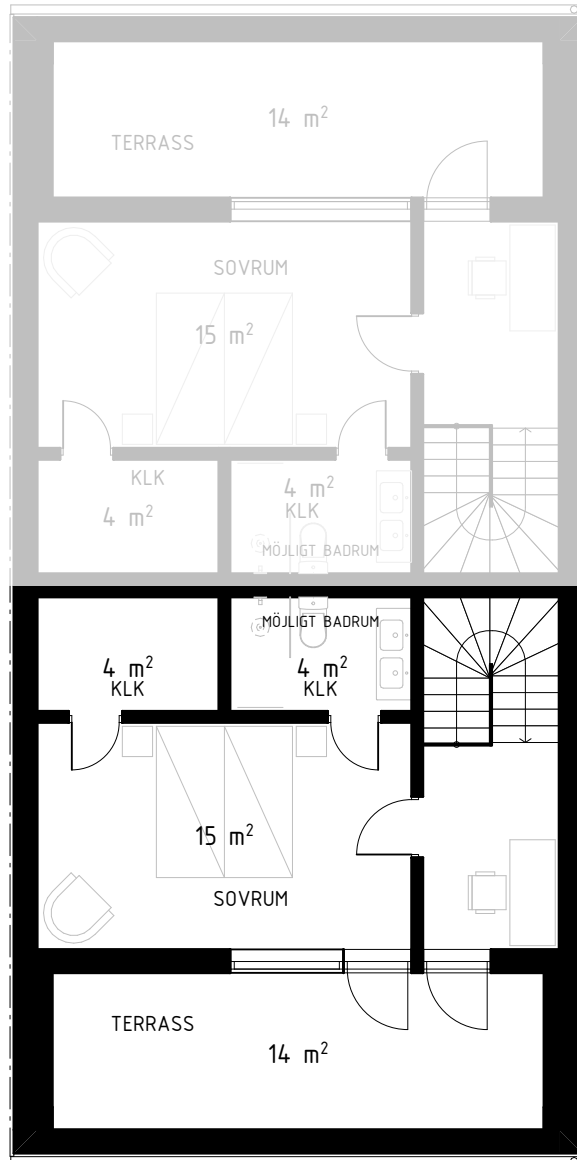 14 m²
TERRASS
SOVRUM
15 m²
KLK
4 m²
4 m²
KLK
MÖJLIGT BADRUM
MÖJLIGT BADRUM
4 m²
KLK
4 m²
KLK
15 m²
SOVRUM
TERRASS
14 m²